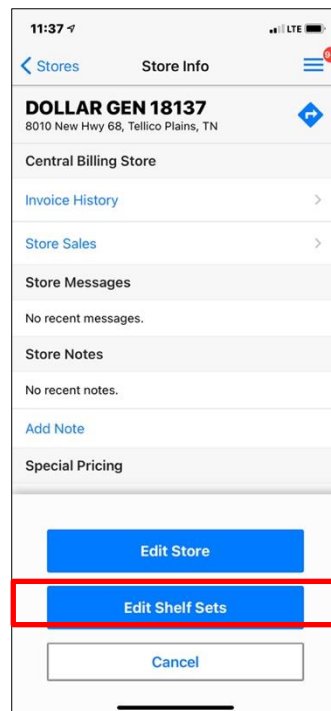 11:37
LTE
Stores
Store Info
9
DOLLAR GEN 18137
8010 New Hwy 68, Tellico Plains, TN
Central Billing Store
Invoice History
Store Sales
Store Messages
No recent messages.
Store Notes
No recent notes.
Add Note
Special Pricing
Edit Store
Edit Shelf Sets
Cancel